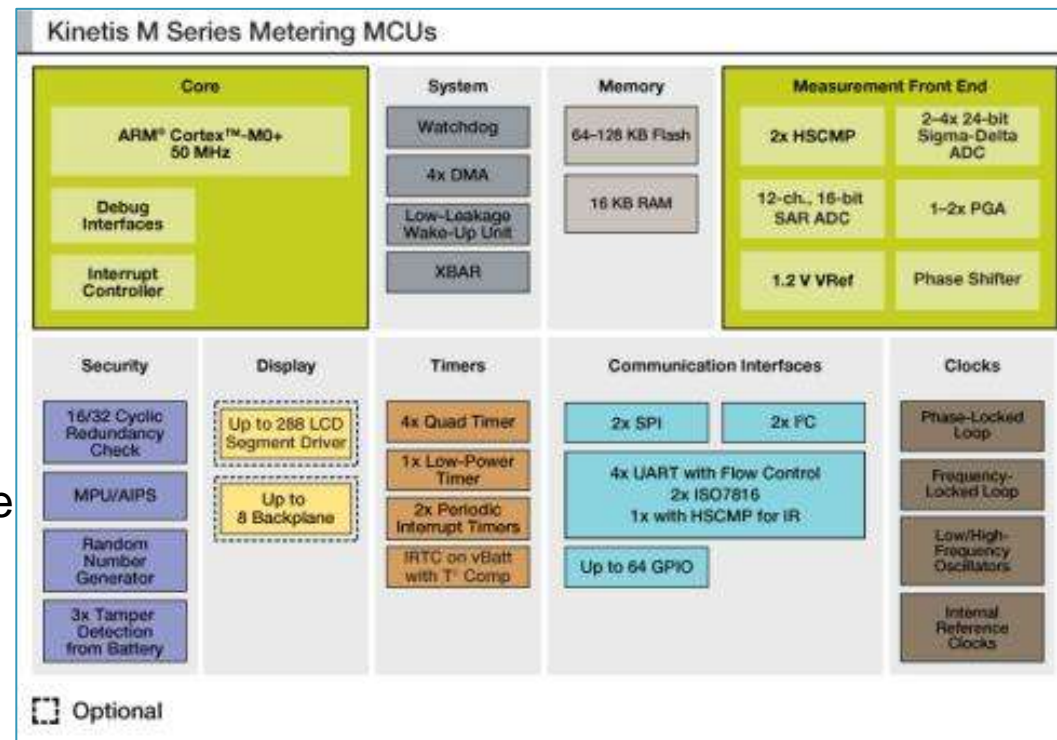 Kinetis M Series Metering MCUs
Core
ARM® Cortex™-M0+
50 MHz
Debug
Interfaces
Interrupt
Controller
System
Watchdog
4x DMA
Low-Leakage
Wake-Up Unit
XBAR
Memory
64–128 KB Flash
16 KB RAM
Measurement Front End
2x HSCMP
2–4x 24-bit
Sigma-Delta
ADC
12-ch., 16-bit
SAR ADC
1–2x PGA
1.2 V VRef
Phase Shifter
Security
16/32 Cyclic
Redundancy
Check
MPU/AIPS
Random
Number
Generator
3x Tamper
Detection
from Battery
Display
Up to 288 LCD
Segment Driver
Up to
8 Backplane
Timers
4x Quad Timer
1x Low-Power
Timer
2x Periodic
Interrupt Timers
IRTC on vBatt
with T° Comp
Communication Interfaces
2x SPI
2x I²C
4x UART with Flow Control
2x ISO7816
1x with HSCMP for IR
Up to 64 GPIO
Clocks
Phase-Locked
Loop
Frequency-
Locked Loop
Low/High-
Frequency
Oscillators
Internal
Reference
Clocks
e
Optional